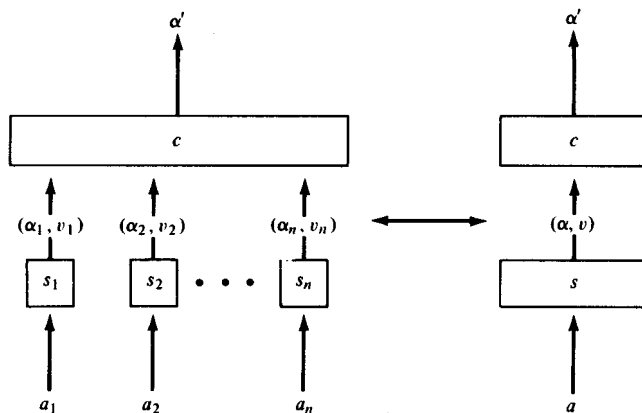 α′ α′
c c
(α₁, v₁) (α₂, v₂) (αₙ, vₙ) (α, v)
s₁ s₂ • • • sₙ s
a₁ a₂ aₙ a